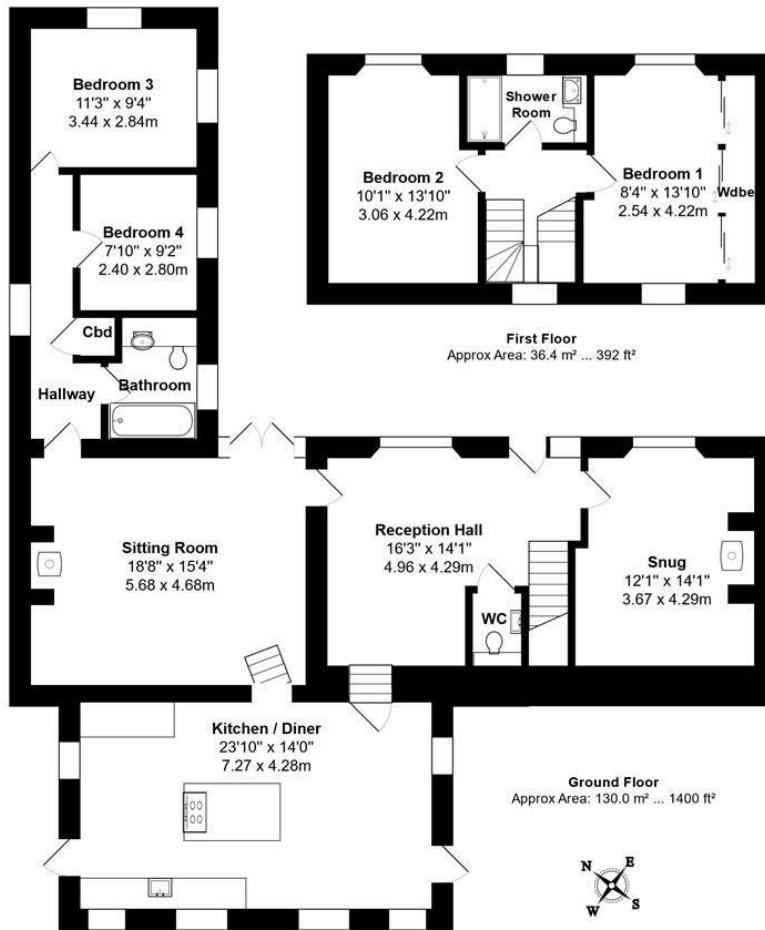 Bedroom 3
11'3" x 9'4"
3.44 x 2.84m
Bedroom 4
7'10" x 9'2"
2.40 x 2.80m
Cbd
Hallway
Bathroom
Shower
Room
Bedroom 2
10'1" x 13'10"
3.06 x 4.22m
Bedroom 1
8'4" x 13'10"
2.54 x 4.22m
Wdbe
First Floor
Approx Area: 36.4 m² ... 392 ft²
Sitting Room
18'8" x 15'4"
5.68 x 4.68m
Reception Hall
16'3" x 14'1"
4.96 x 4.29m
WC
Snug
12'1" x 14'1"
3.67 x 4.29m
Kitchen / Diner
23'10" x 14'0"
7.27 x 4.28m
Ground Floor
Approx Area: 130.0 m² ... 1400 ft²
N E
W S